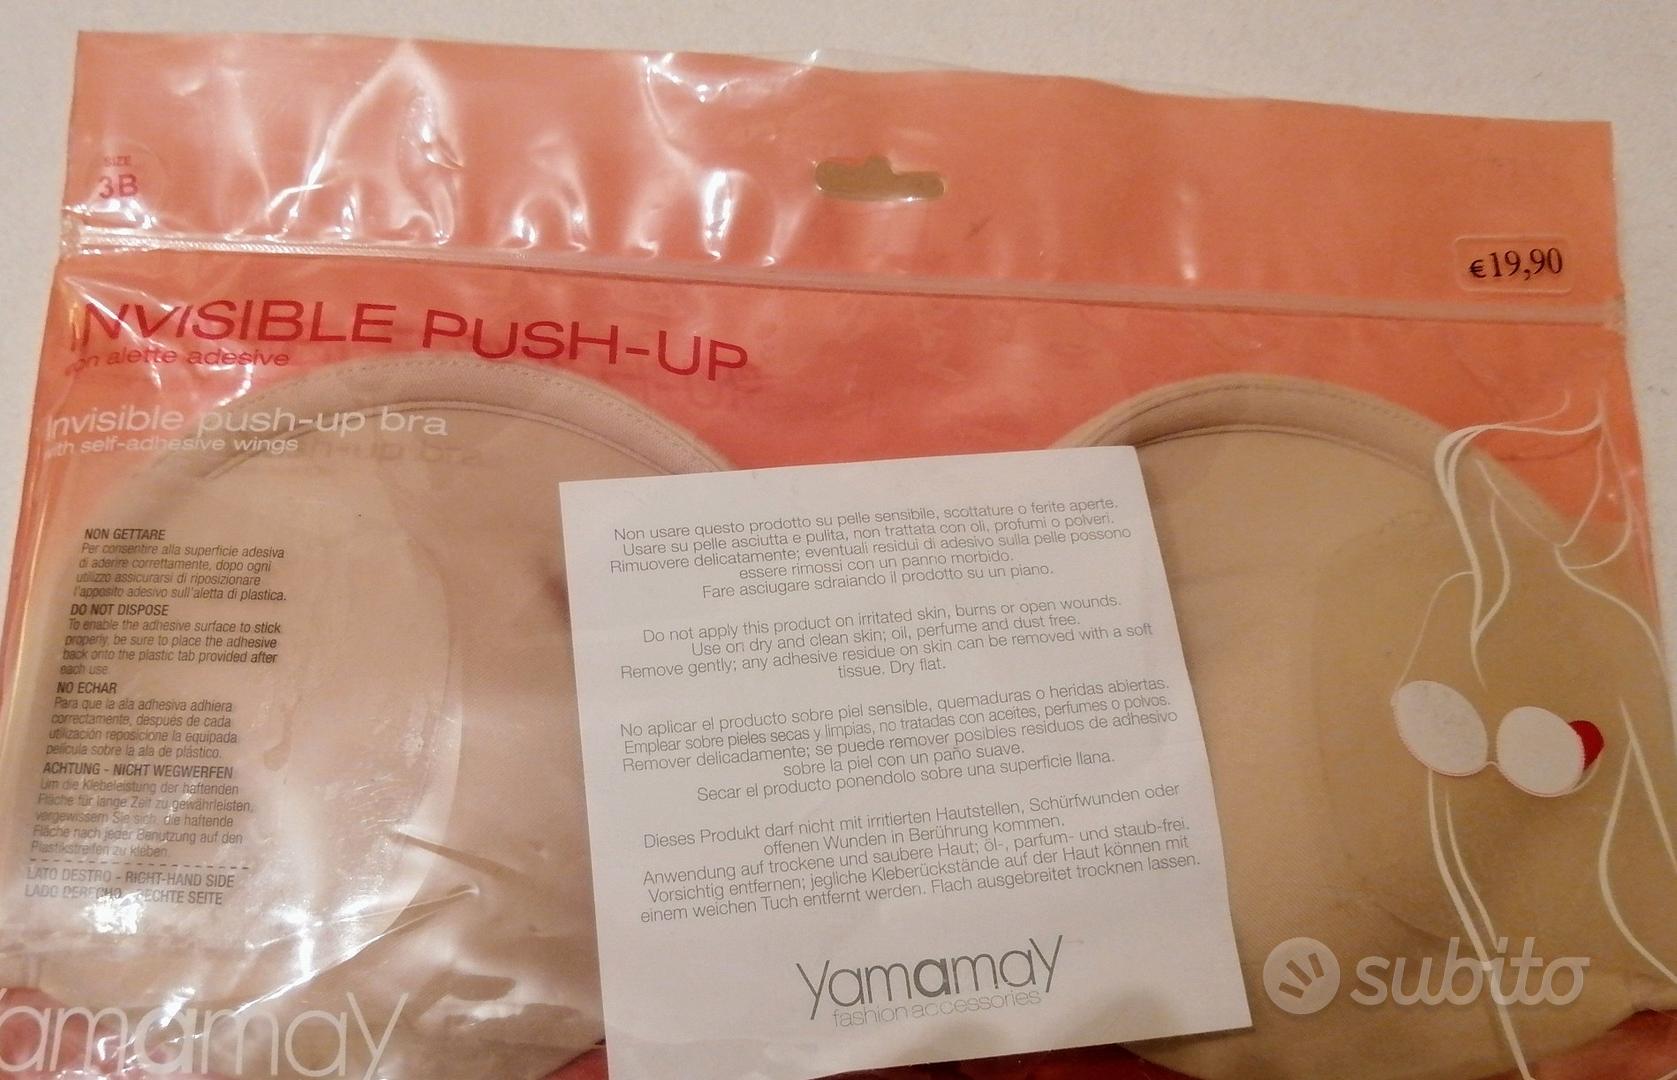 SIZE
3B
€19,90
INVISIBLE PUSH-UP
con alette adesive
Invisible push-up bra
with self-adhesive wings
NON GETTARE
Per consentire alla superficie adesiva
di aderire correttamente, dopo ogni
utilizzo assicurarsi di riposizionare
l'apposito adesivo sull'aletta di plastica.
DO NOT DISPOSE
To enable the adhesive surface to stick
properly, be sure to place the adhesive
back onto the plastic tab provided after
each use.
NO ECHAR
Para que la ala adhesiva adhiera
correctamente, después de cada
utilización reposicione la equipada
película sobre la ala de plástico.
ACHTUNG - NICHT WEGWERFEN
Um die Klebeleistung der haftenden
Fläche für lange Zeit zu gewährleisten,
vergewissern Sie sich, die haftende
Fläche nach jeder Benutzung auf den
Plastikstreifen zu kleben.
LATO DESTRO - RIGHT-HAND SIDE
LADO DERECHO - RECHTE SEITE
yamamay
Non usare questo prodotto su pelle sensibile, scottature o ferite aperte.
Usare su pelle asciutta e pulita, non trattata con oli, profumi o polveri.
Rimuovere delicatamente; eventuali residui di adesivo sulla pelle possono
essere rimossi con un panno morbido.
Fare asciugare sdraiando il prodotto su un piano.
Do not apply this product on irritated skin, burns or open wounds.
Use on dry and clean skin; oil, perfume and dust free.
Remove gently; any adhesive residue on skin can be removed with a soft
tissue. Dry flat.
No aplicar el producto sobre piel sensible, quemaduras o heridas abiertas.
Emplear sobre pieles secas y limpias, no tratadas con aceites, perfumes o polvos.
Remover delicadamente; se puede remover posibles residuos de adhesivo
sobre la piel con un paño suave.
Secar el producto ponendolo sobre una superficie llana.
Dieses Produkt darf nicht mit irritierten Hautstellen, Schürfwunden oder
offenen Wunden in Berührung kommen.
Anwendung auf trockene und saubere Haut; öl-, parfum- und staub-frei.
Vorsichtig entfernen; jegliche Kleberückstände auf der Haut können mit
einem weichen Tuch entfernt werden. Flach ausgebreitet trocknen lassen.
yamamay
fashion accessories
subito